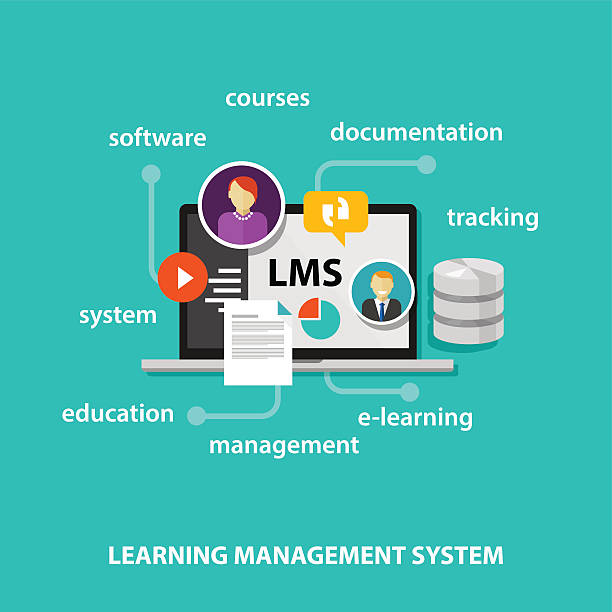 courses
software
documentation
tracking
LMS
system
education
e-learning
management
LEARNING MANAGEMENT SYSTEM